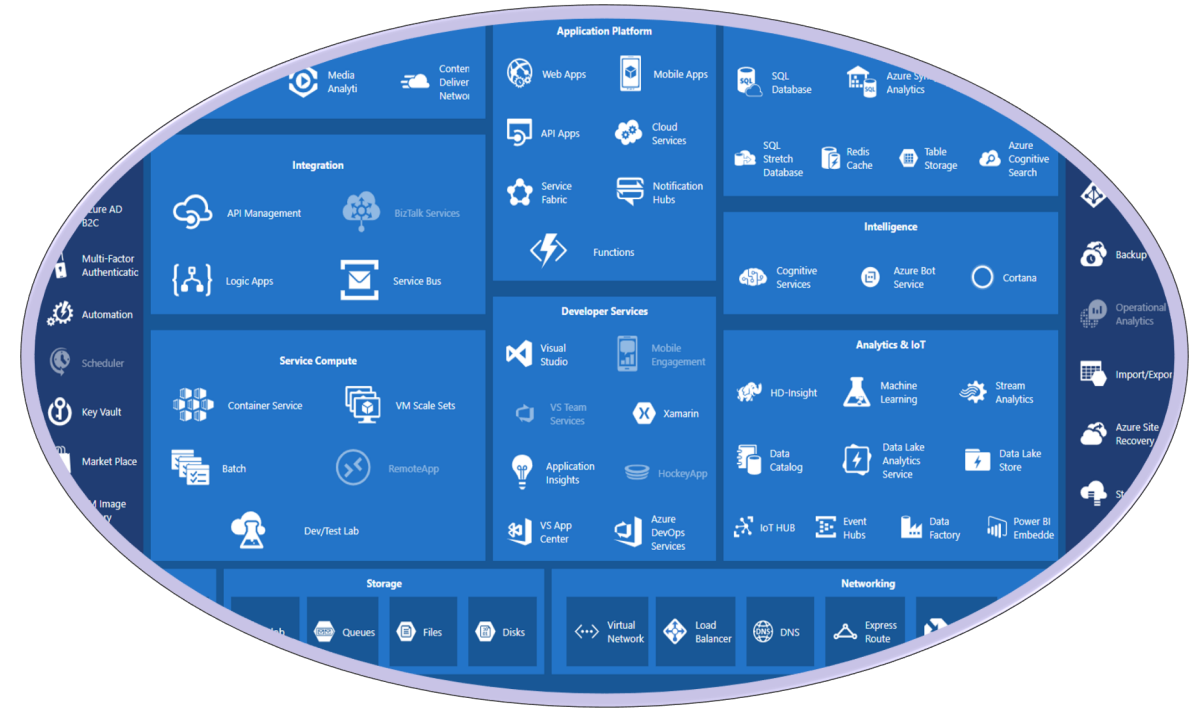 Application Platform
Media
Analyti
Conten
Deliver
Networ
Web Apps
Mobile Apps
API Apps
Cloud
Services
Service
Fabric
Notification
Hubs
Functions
SQL
Database
SQL
Azure Syn
Analytics
SQL
SQL
Stretch
Database
Redis
Cache
Table
Storage
Azure
Cognitive
Search
Integration
API Management
BizTalk Services
Logic Apps
Service Bus
Intelligence
Cognitive
Services
Azure Bot
Service
Cortana
zure AD
B2C
Multi-Factor
Authenticatio
Automation
Scheduler
Key Vault
Market Place
M Image
Service Compute
Container Service
VM Scale Sets
Batch
RemoteApp
Dev/Test Lab
Developer Services
Visual
Studio
Mobile
Engagement
VS Team
Services
Xamarin
Application
Insights
HockeyApp
VS App
Center
Azure
DevOps
Services
Analytics & IoT
HD-Insight
Machine
Learning
Stream
Analytics
Data
Catalog
Data Lake
Analytics
Service
Data Lake
Store
IoT HUB
Event
Hubs
Data
Factory
Power BI
Embedde
Backup
Operational
Analytics
Import/Expor
Azure Site
Recovery
Storage
Queues
Files
Disks
Networking
Virtual
Network
Load
Balancer
DNS
DNS
Express
Route